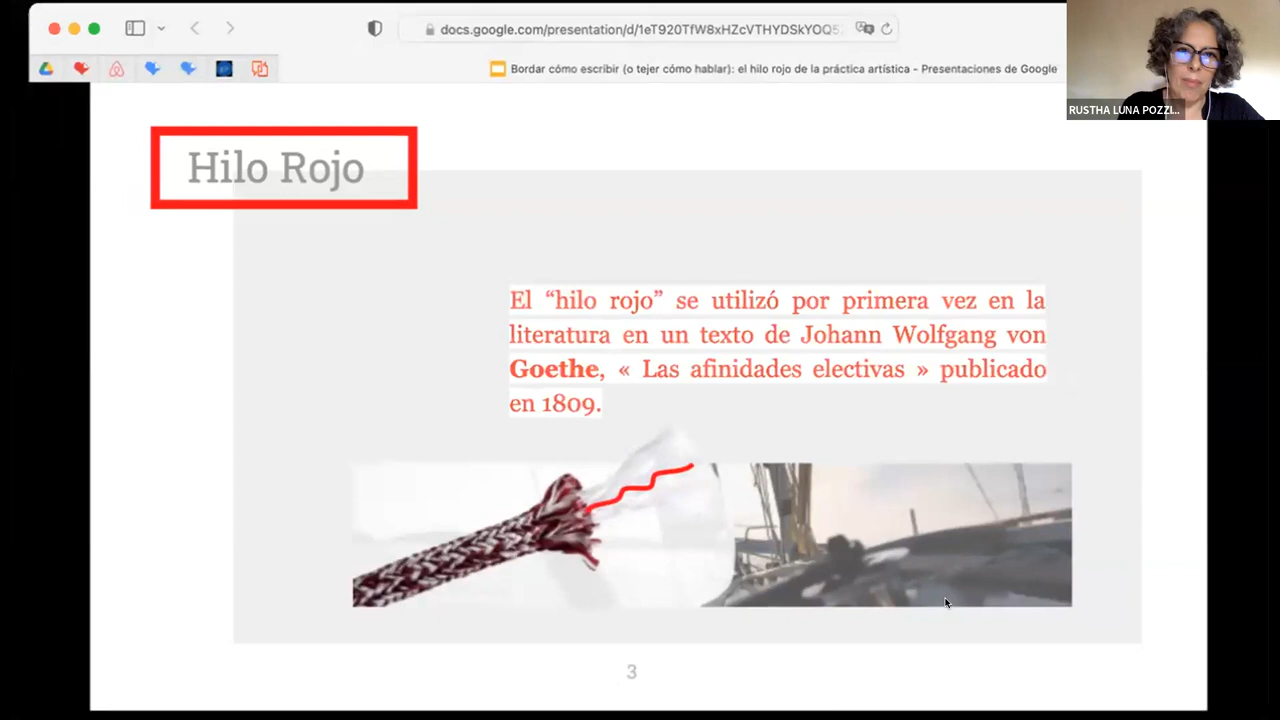 docs.google.com/presentation/d/1eT920TfW8xHZcVTHYDSkYOQ5
Bordar cómo escribir (o tejer cómo hablar): el hilo rojo de la práctica artística - Presentaciones de Google
RUSTHA LUNA POZZI...
Hilo Rojo
El “hilo rojo” se utilizó por primera vez en la
literatura en un texto de Johann Wolfgang von
Goethe, « Las afinidades electivas » publicado
en 1809.
3